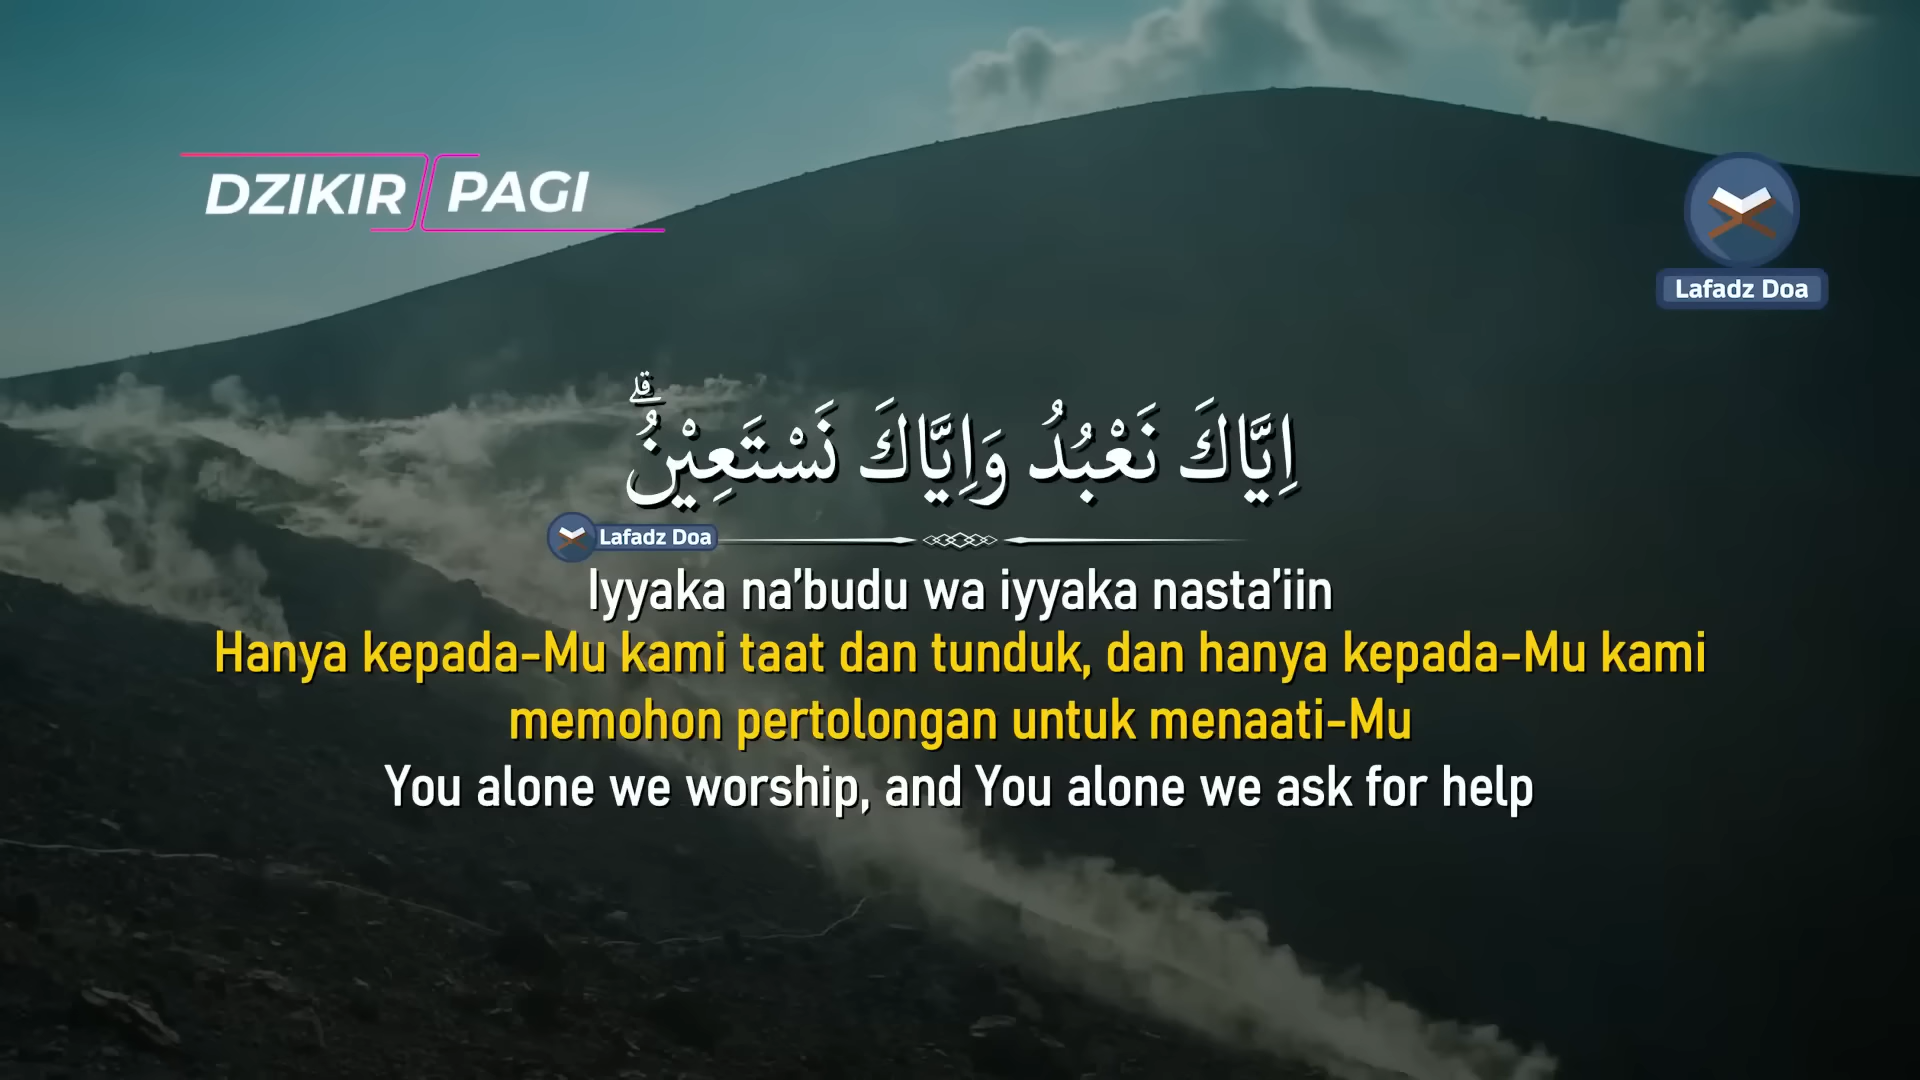 DZIKIR PAGI
Lafadz Doa
اِيَّاكَ نَعْبُدُ وَاِيَّاكَ نَسْتَعِيْنُۗ
Lafadz Doa
Iyyaka na’budu wa iyyaka nasta’iin
Hanya kepada-Mu kami taat dan tunduk, dan hanya kepada-Mu kami
memohon pertolongan untuk menaati-Mu
You alone we worship, and You alone we ask for help